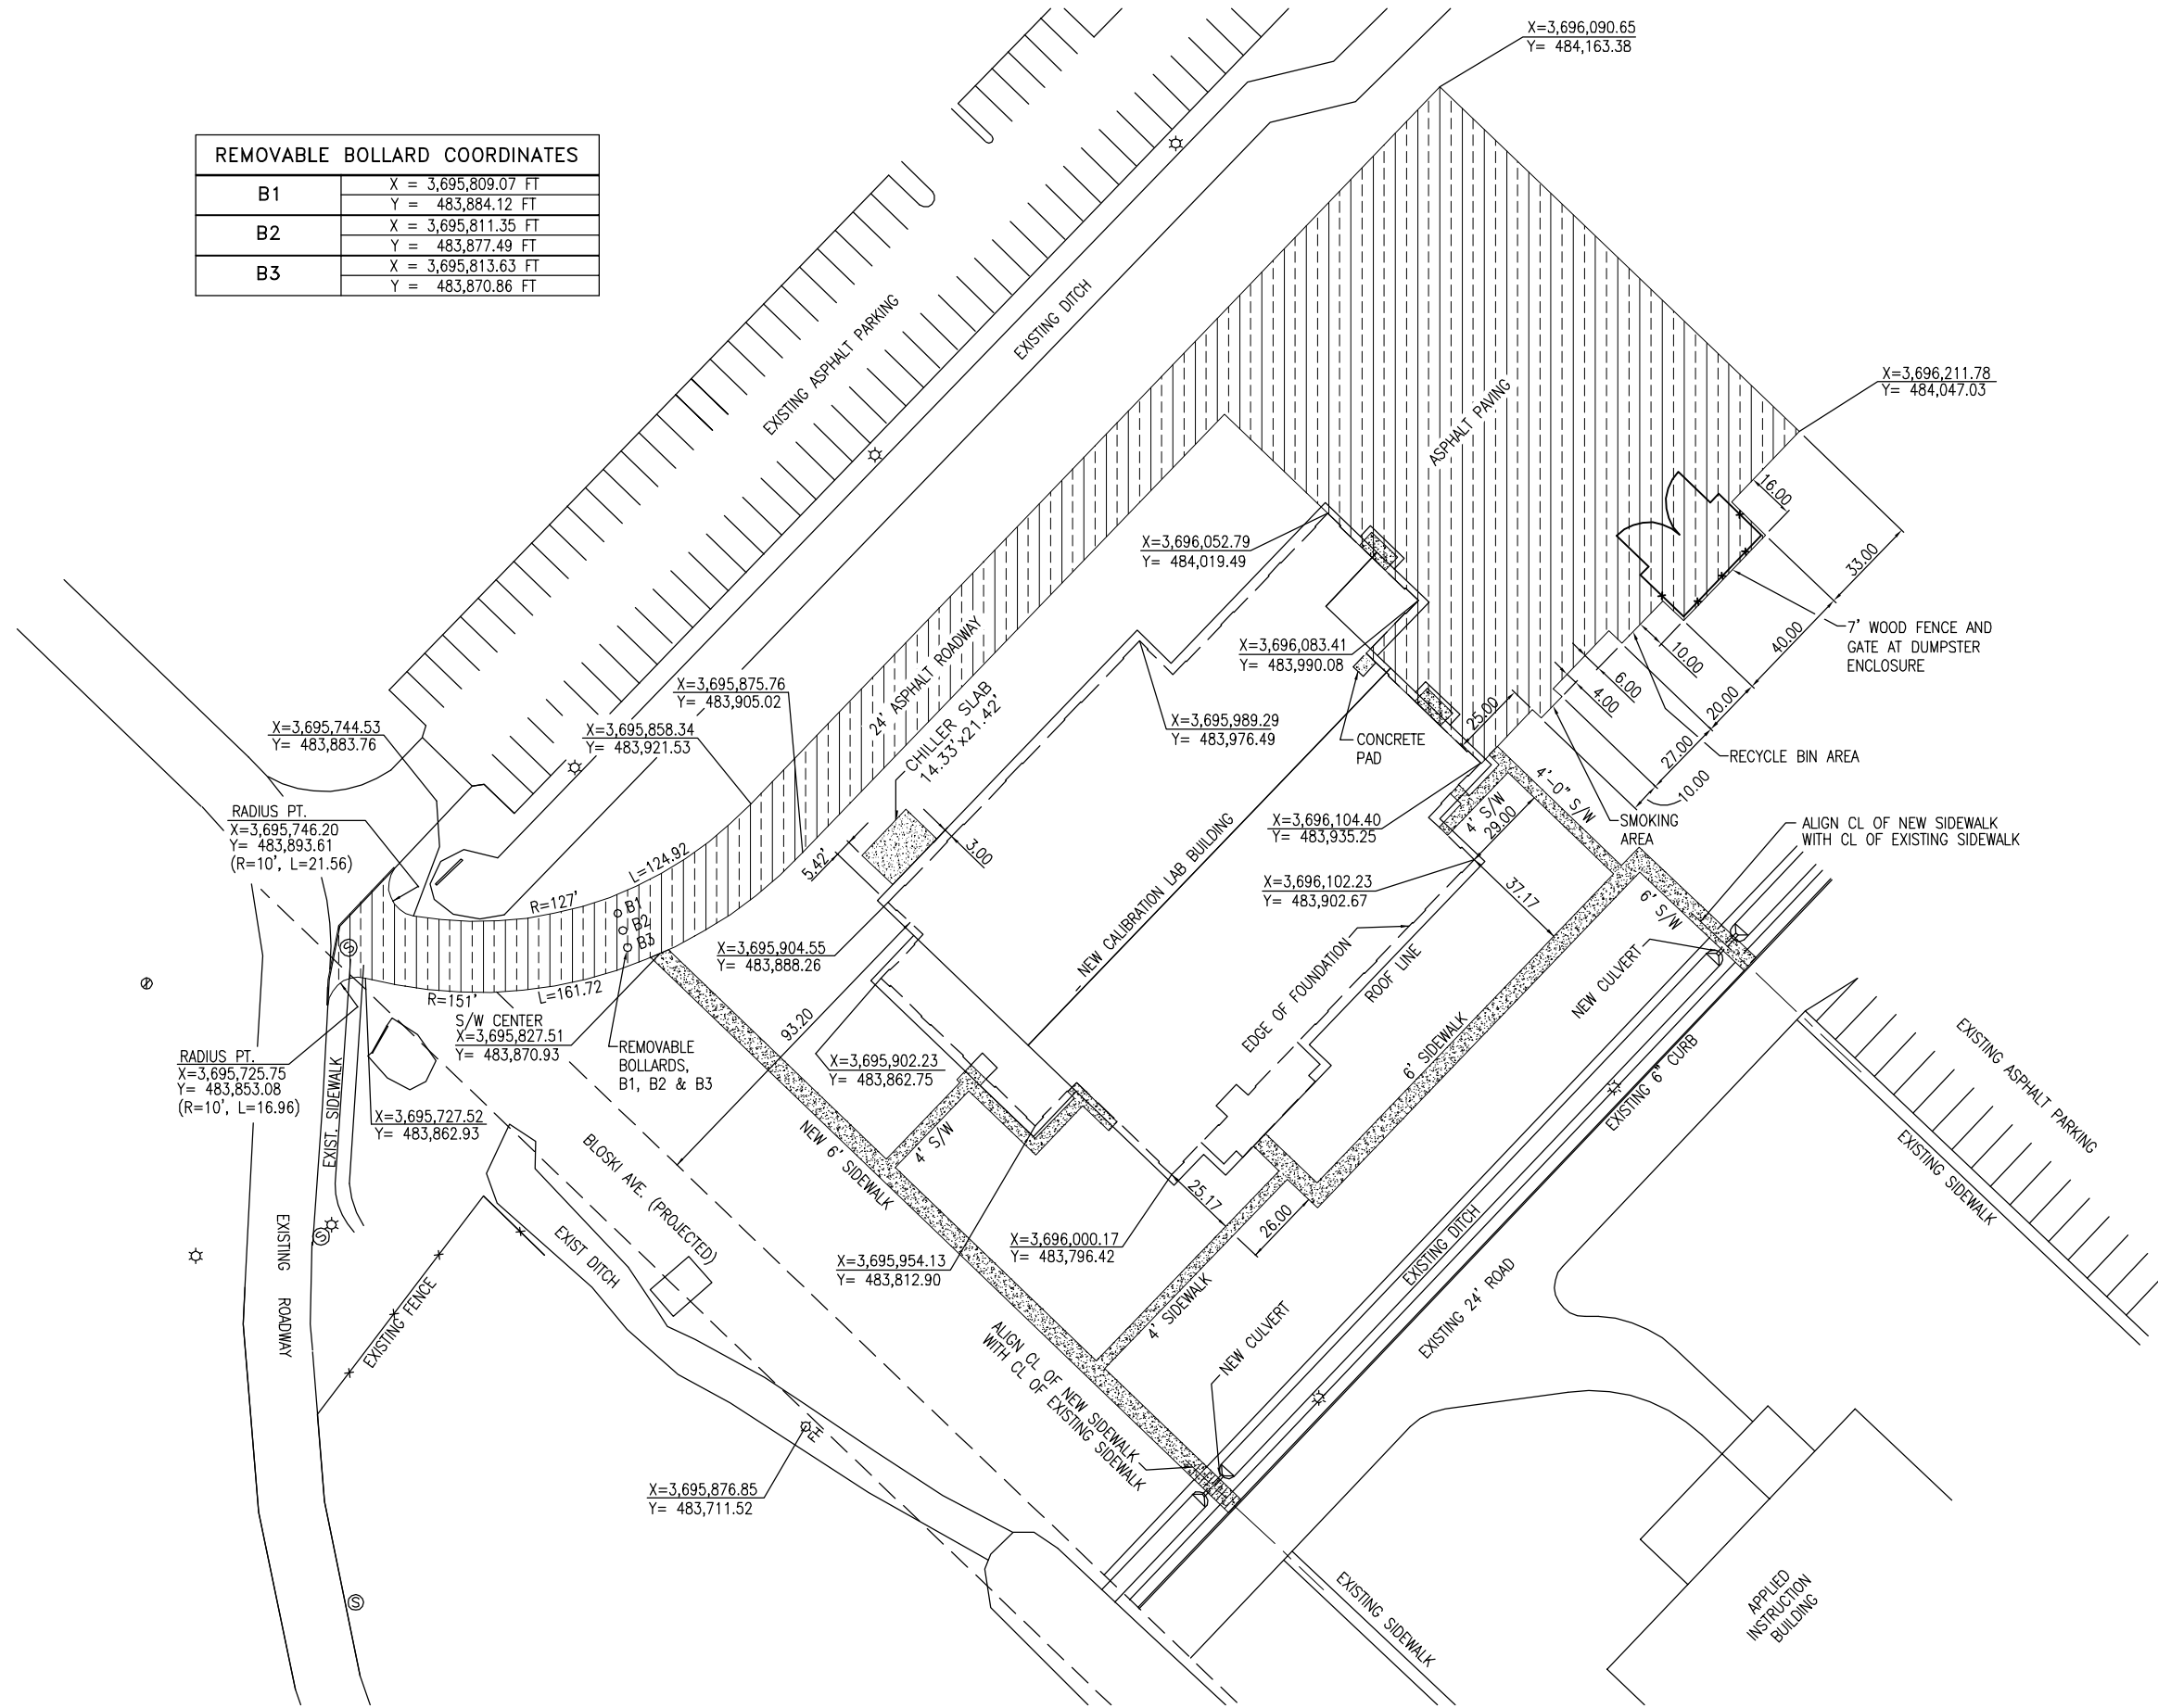 X=3,696,090.65
Y= 484,163.38
REMOVABLE BOLLARD COORDINATES
B1
X = 3,695,809.07 FT
Y = 483,884.12 FT
B2
X = 3,695,811.35 FT
Y = 483,877.49 FT
B3
X = 3,695,813.63 FT
Y = 483,870.86 FT
EXISTING ASPHALT PARKING
EXISTING DITCH
ASPHALT PAVING
X=3,696,211.78
Y= 484,047.03
16.00
33.00
40.00
7' WOOD FENCE AND
GATE AT DUMPSTER
ENCLOSURE
10.00
6.00
4.00
20.00
27.00
10.00
RECYCLE BIN AREA
SMOKING
AREA
X=3,696,052.79
Y= 484,019.49
X=3,696,083.41
Y= 483,990.08
X=3,695,989.29
Y= 483,976.49
CONCRETE
PAD
25.00
24' ASPHALT ROADWAY
CHILLER SLAB
14.33'x21.42'
X=3,695,875.76
Y= 483,905.02
X=3,695,858.34
Y= 483,921.53
X=3,695,744.53
Y= 483,883.76
RADIUS PT.
X=3,695,746.20
Y= 483,893.61
(R=10', L=21.56)
L=124.92
R=127'
B1
B2
B3
5.42'
3.00
NEW CALIBRATION LAB BUILDING
X=3,696,104.40
Y= 483,935.25
4' S/W
29.00
4'-0" S/W
ALIGN CL OF NEW SIDEWALK
WITH CL OF EXISTING SIDEWALK
X=3,696,102.23
Y= 483,902.67
37.17
6' S/W
X=3,695,904.55
Y= 483,888.26
R=151'
L=161.72
S/W CENTER
X=3,695,827.51
Y= 483,870.93
REMOVABLE
BOLLARDS,
B1, B2 & B3
93.20
X=3,695,902.23
Y= 483,862.75
EDGE OF FOUNDATION
ROOF LINE
NEW CULVERT
6' SIDEWALK
EXISTING 6" CURB
EXISTING ASPHALT PARKING
EXISTING SIDEWALK
RADIUS PT.
X=3,695,725.75
Y= 483,853.08
(R=10', L=16.96)
EXIST. SIDEWALK
X=3,695,727.52
Y= 483,862.93
BLOSKI AVE. (PROJECTED)
NEW 6' SIDEWALK
4' S/W
25.17
26.00
X=3,696,000.17
Y= 483,796.42
X=3,695,954.13
Y= 483,812.90
EXISTING ROADWAY
EXISTING FENCE
EXIST DITCH
4' SIDEWALK
EXISTING DITCH
EXISTING 24' ROAD
NEW CULVERT
ALIGN CL OF NEW SIDEWALK
WITH CL OF EXISTING SIDEWALK
FH
X=3,695,876.85
Y= 483,711.52
EXISTING SIDEWALK
APPLIED
INSTRUCTION
BUILDING
S
S
S